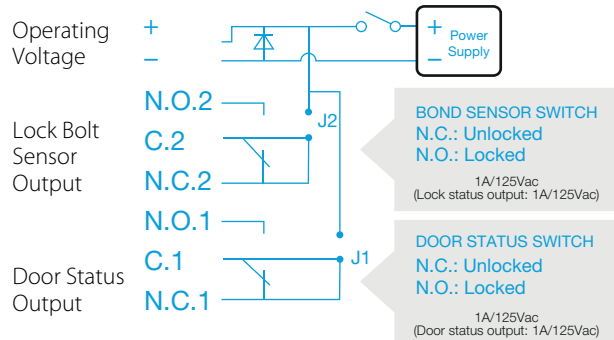 Operating
Voltage
+
−
+
−
Power
Supply
N.O.2
C.2
N.C.2
J2
Lock Bolt
Sensor
Output
BOND SENSOR SWITCH
N.C.: Unlocked
N.O.: Locked
1A/125Vac
(Lock status output: 1A/125Vac)
N.O.1
C.1
N.C.1
J1
Door Status
Output
DOOR STATUS SWITCH
N.C.: Unlocked
N.O.: Locked
1A/125Vac
(Door status output: 1A/125Vac)